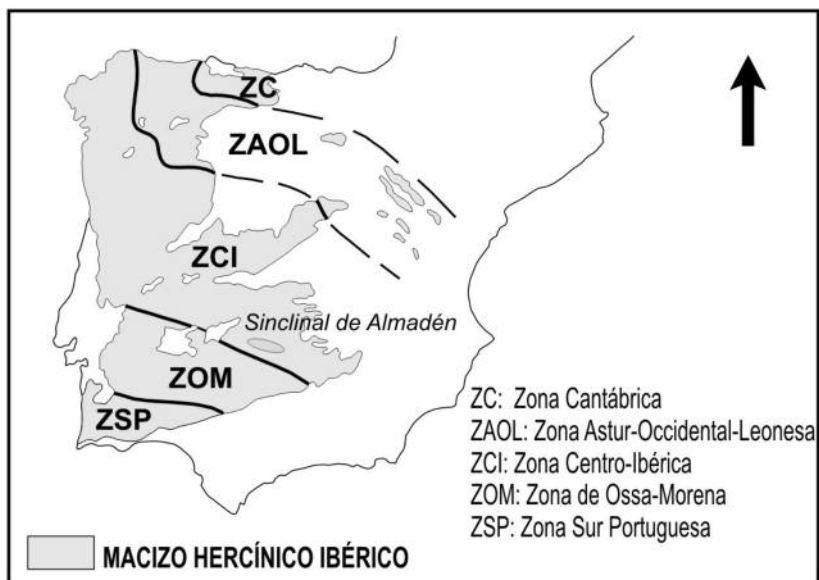 ZC
ZAOL
ZCI
Sinclinal de Almadén
ZOM
ZSP
ZC: Zona Cantábrica
ZAOL: Zona Astur-Occidental-Leonesa
ZCI: Zona Centro-Ibérica
ZOM: Zona de Ossa-Morena
ZSP: Zona Sur Portuguesa
MACIZO HERCÍNICO IBÉRICO